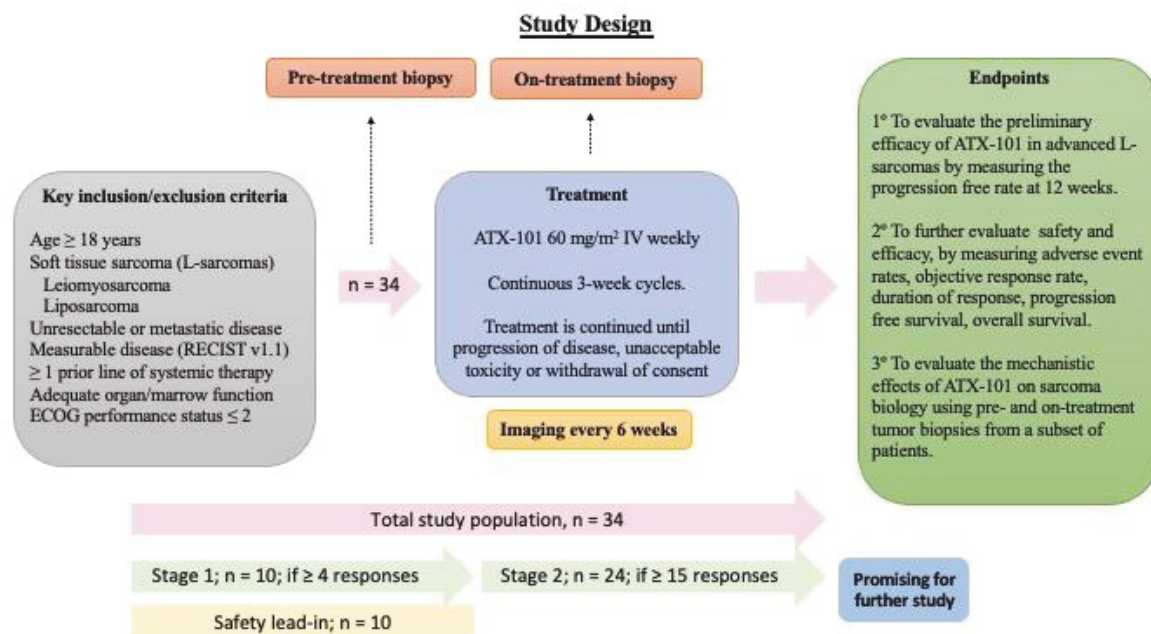 Study Design
Pre-treatment biopsy
On-treatment biopsy
Key inclusion/exclusion criteria
Age ≥ 18 years
Soft tissue sarcoma (L-sarcomas)
Leiomyosarcoma
Liposarcoma
Unresectable or metastatic disease
Measurable disease (RECIST v1.1)
≥ 1 prior line of systemic therapy
Adequate organ/marrow function
ECOG performance status ≤ 2
n = 34
Treatment
ATX-101 60 mg/m² IV weekly
Continuous 3-week cycles.
Treatment is continued until
progression of disease, unacceptable
toxicity or withdrawal of consent
Imaging every 6 weeks
Endpoints
1º To evaluate the preliminary
efficacy of ATX-101 in advanced L-
sarcomas by measuring the
progression free rate at 12 weeks.
2º To further evaluate safety and
efficacy, by measuring adverse event
rates, objective response rate,
duration of response, progression
free survival, overall survival.
3º To evaluate the mechanistic
effects of ATX-101 on sarcoma
biology using pre- and on-treatment
tumor biopsies from a subset of
patients.
Total study population, n = 34
Stage 1; n = 10; if ≥ 4 responses
Stage 2; n = 24; if ≥ 15 responses
Promising for
further study
Safety lead-in; n = 10